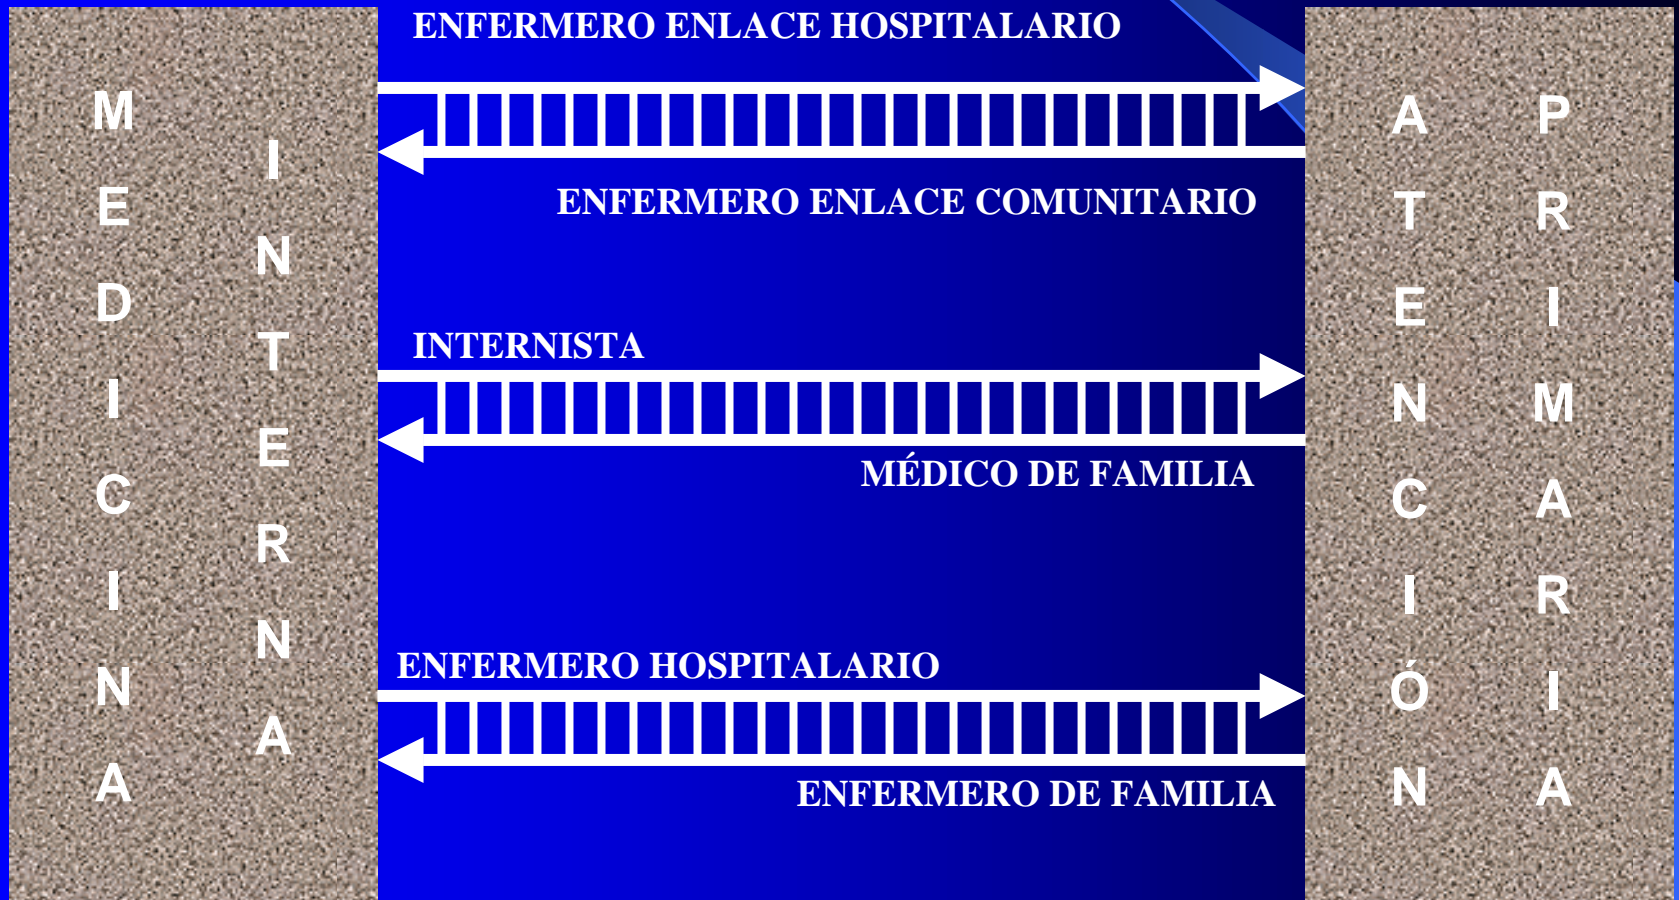 MEDICINA
INTERNA
ENFERMERO ENLACE HOSPITALARIO
ENFERMERO ENLACE COMUNITARIO
INTERNISTA
MÉDICO DE FAMILIA
ENFERMERO HOSPITALARIO
ENFERMERO DE FAMILIA
ATENCIÓN
PRIMARIA